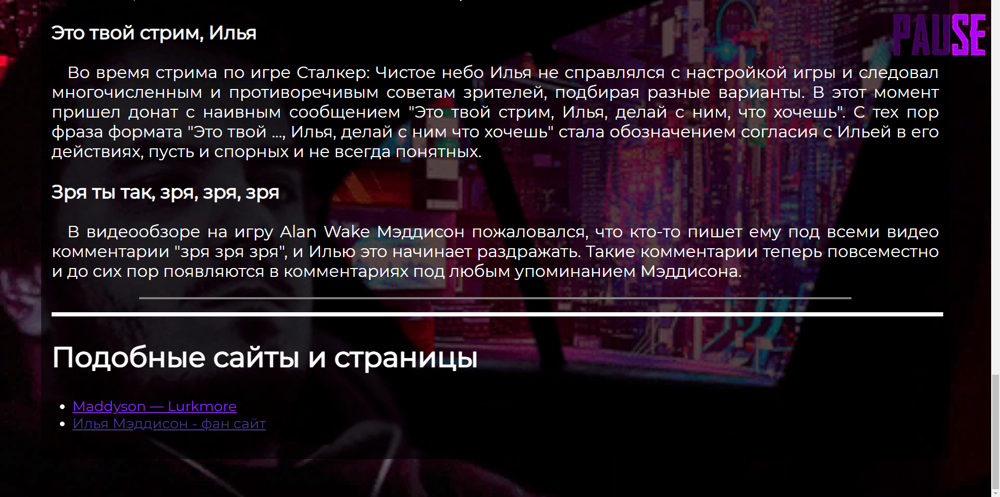 PAUSE
Это твой стрим, Илья
Во время стрима по игре Сталкер: Чистое небо Илья не справлялся с настройкой игры и следовал
многочисленным и противоречивым советам зрителей, подбирая разные варианты. В этот момент
пришел донат с наивным сообщением "Это твой стрим, Илья, делай с ним, что хочешь". С тех пор
фраза формата "Это твой ..., Илья, делай с ним что хочешь" стала обозначением согласия с Ильей в его
действиях, пусть и спорных и не всегда понятных.
Зря ты так, зря, зря, зря
В видеообзоре на игру Alan Wake Мэддисон пожаловался, что кто-то пишет ему под всеми видео
комментарии "зря зря зря", и Илью это начинает раздражать. Такие комментарии теперь повсеместно
и до сих пор появляются в комментариях под любым упоминанием Мэддисона.
Подобные сайты и страницы
Maddyson — Lurkmore
Илья Мэддисон - фан сайт